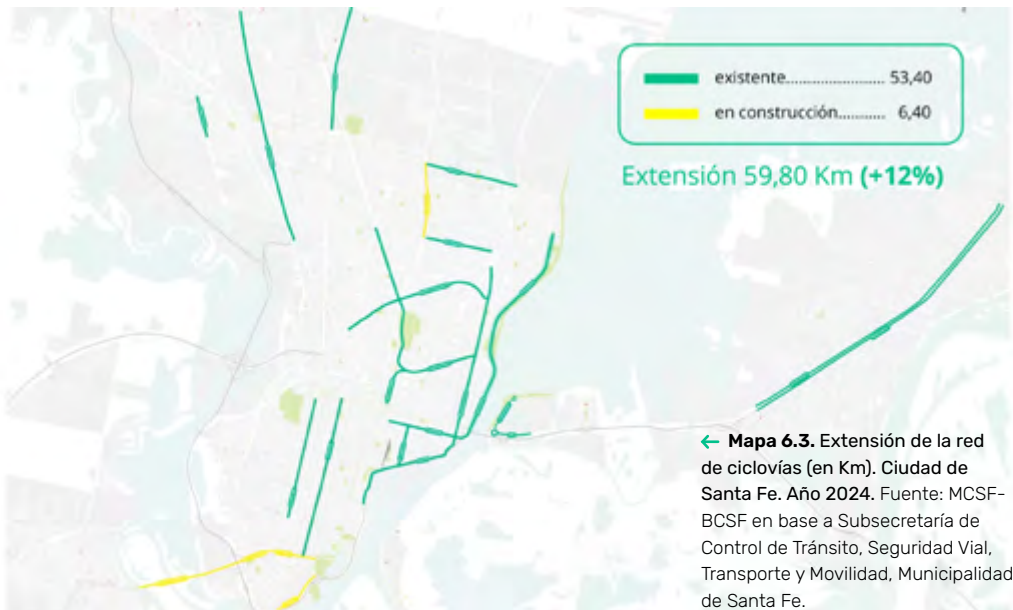 existente....................... 53,40
en construcción........... 6,40
Extensión 59,80 Km (+12%)
← Mapa 6.3. Extensión de la red
de ciclovías (en Km). Ciudad de
Santa Fe. Año 2024. Fuente: MCSF-
BCSF en base a Subsecretaría de
Control de Tránsito, Seguridad Vial,
Transporte y Movilidad, Municipalidad
de Santa Fe.